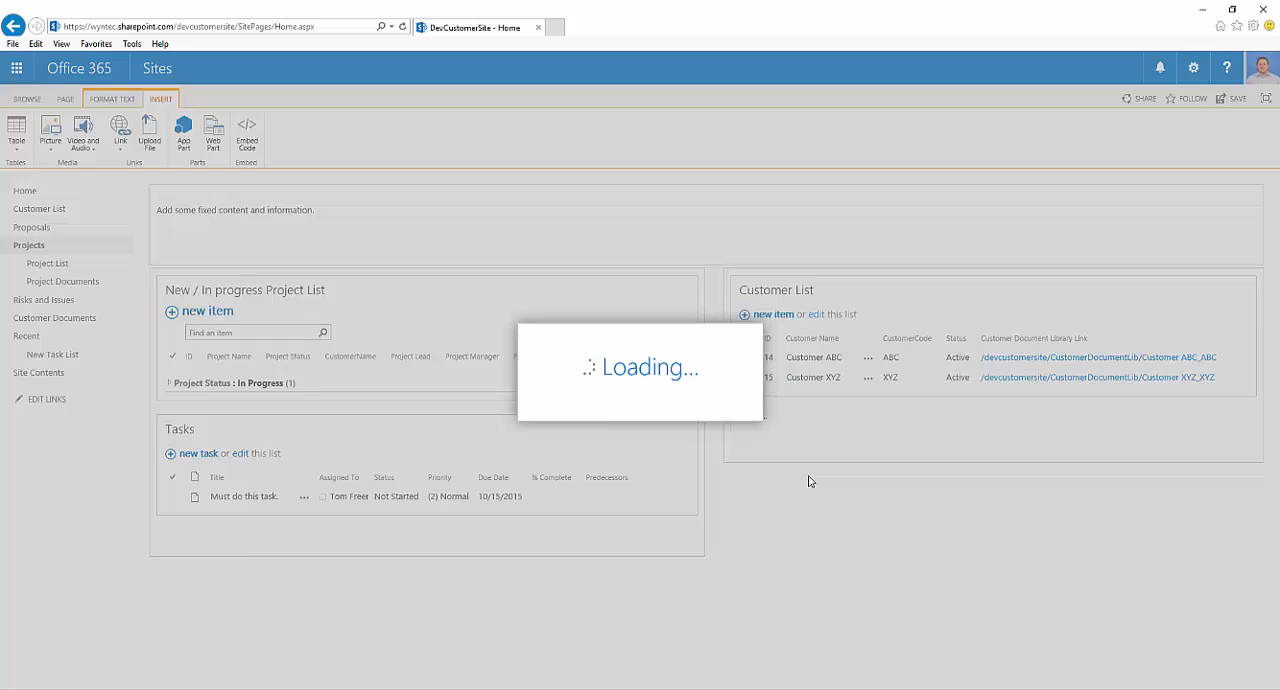 https://wyntec.sharepoint.com/devcustomersite/SitePages/Home.aspx
DevCustomerSite - Home
File Edit View Favorites Tools Help
Office 365 Sites
BROWSE PAGE FORMAT TEXT INSERT SHARE FOLLOW SAVE
Table Picture Video and Audio Link Upload File App Part Web Part Embed Code
Tables Media Links Parts Embed
Home
Customer List
Proposals
Projects
Project List
Project Documents
Risks and Issues
Customer Documents
Recent
New Task List
Site Contents
EDIT LINKS
Add some fixed content and information.
New / In progress Project List
new item
Find an item
ID Project Name Project Status CustomerName Project Lead Project Manager
Project Status : In Progress (1)
Tasks
new task or edit this list
Title Assigned To Status Priority Due Date % Complete Predecessors
Must do this task. ... Tom Freer Not Started (2) Normal 10/15/2015
Customer List
new item or edit this list
ID Customer Name CustomerCode Status Customer Document Library Link
14 Customer ABC ... ABC Active /devcustomersite/CustomerDocumentLib/Customer ABC_ABC
15 Customer XYZ ... XYZ Active /devcustomersite/CustomerDocumentLib/Customer XYZ_XYZ
Loading...